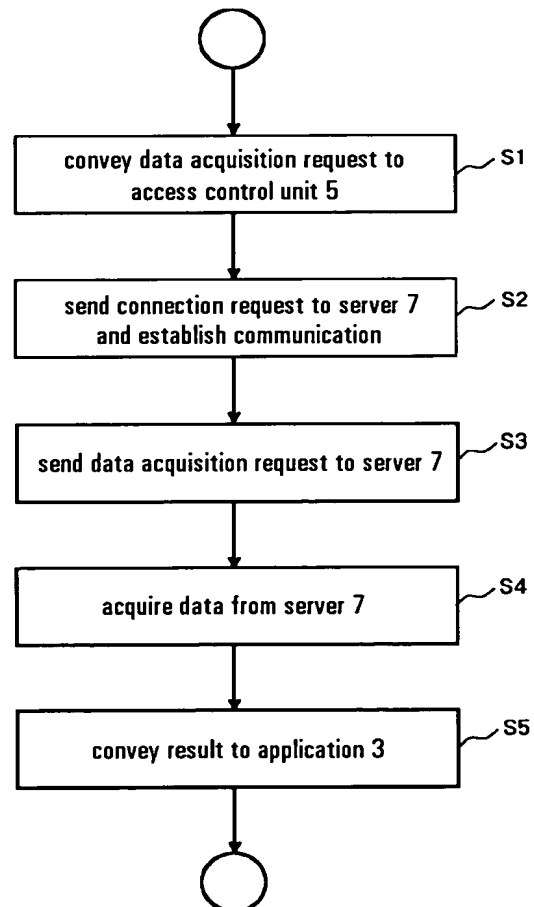 convey data acquisition request to
access control unit 5
S1
send connection request to server 7
and establish communication
S2
send data acquisition request to server 7
S3
acquire data from server 7
S4
convey result to application 3
S5